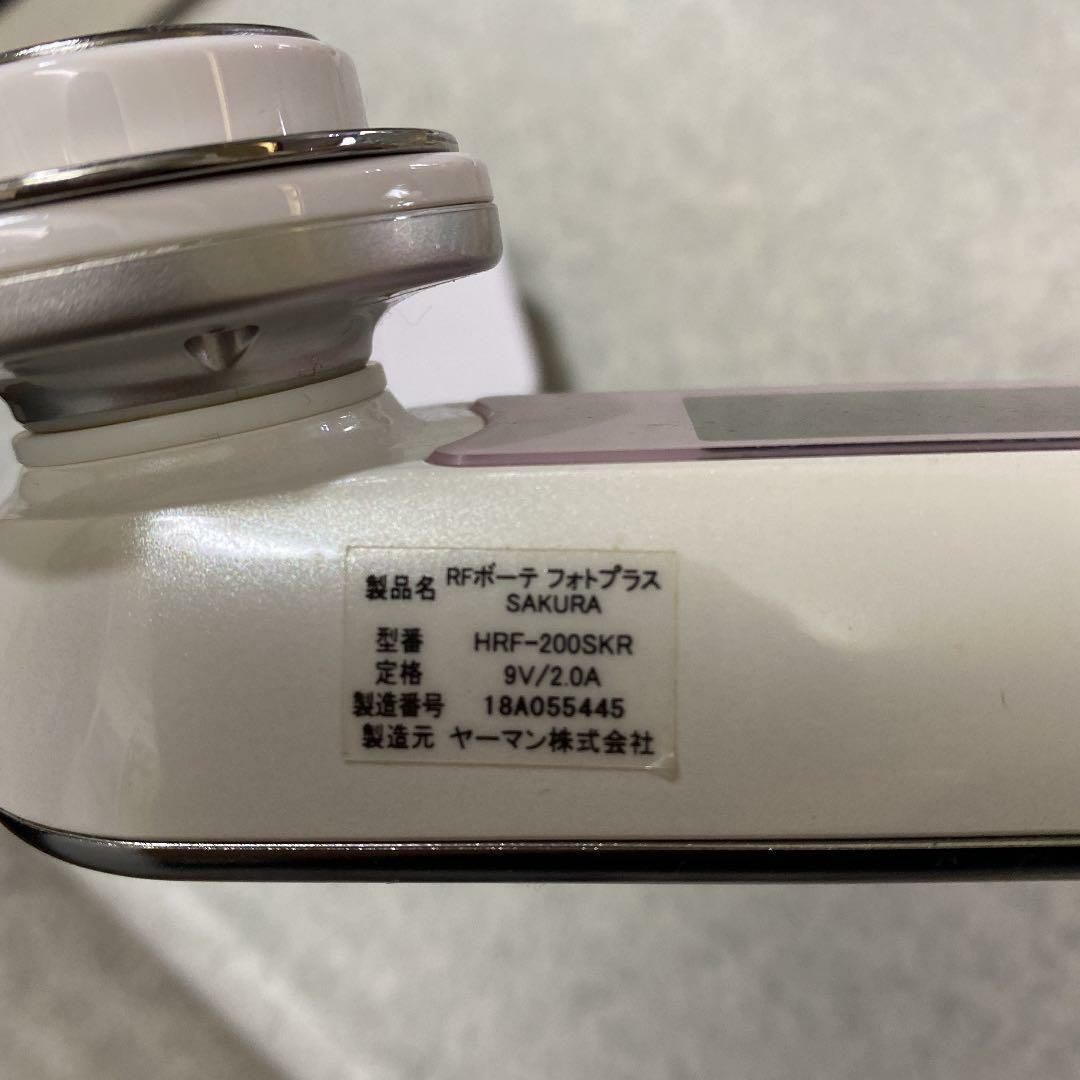 製品名 RFボーテ フォトプラス
SAKURA
型番 HRF-200SKR
定格 9V/2.0A
製造番号 18A055445
製造元 ヤーマン株式会社